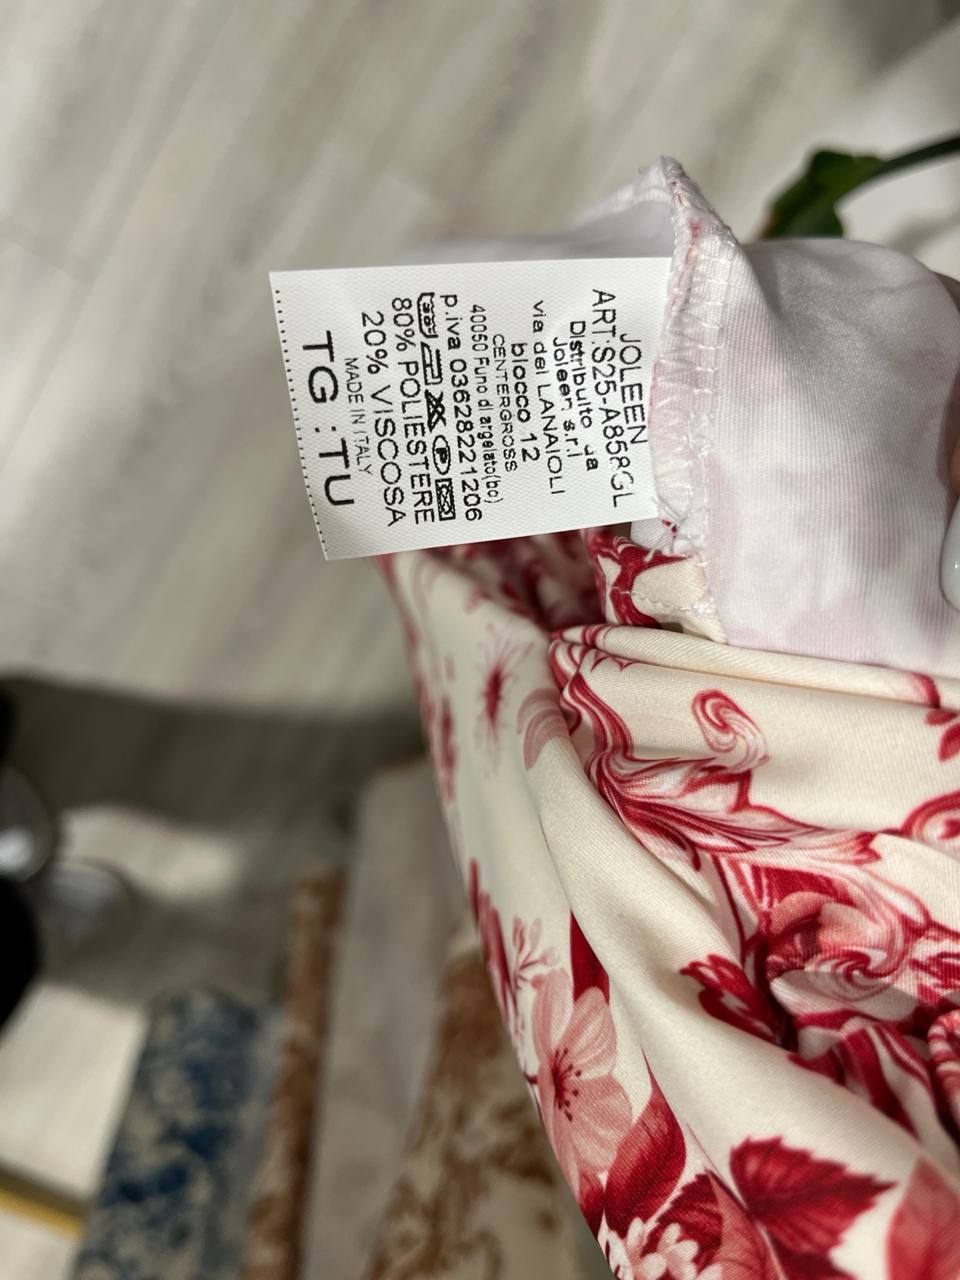 JOLEEN
ART.S25-A858GL
Distribuito da
Joleen s.r.l
via dei LANAIOLI
blocco 12
CENTERGROSS
40050 Funo di argelato(bo)
p.iva 03628221206
80% POLIESTERE
20% VISCOSA
MADE IN ITALY
TG : TU